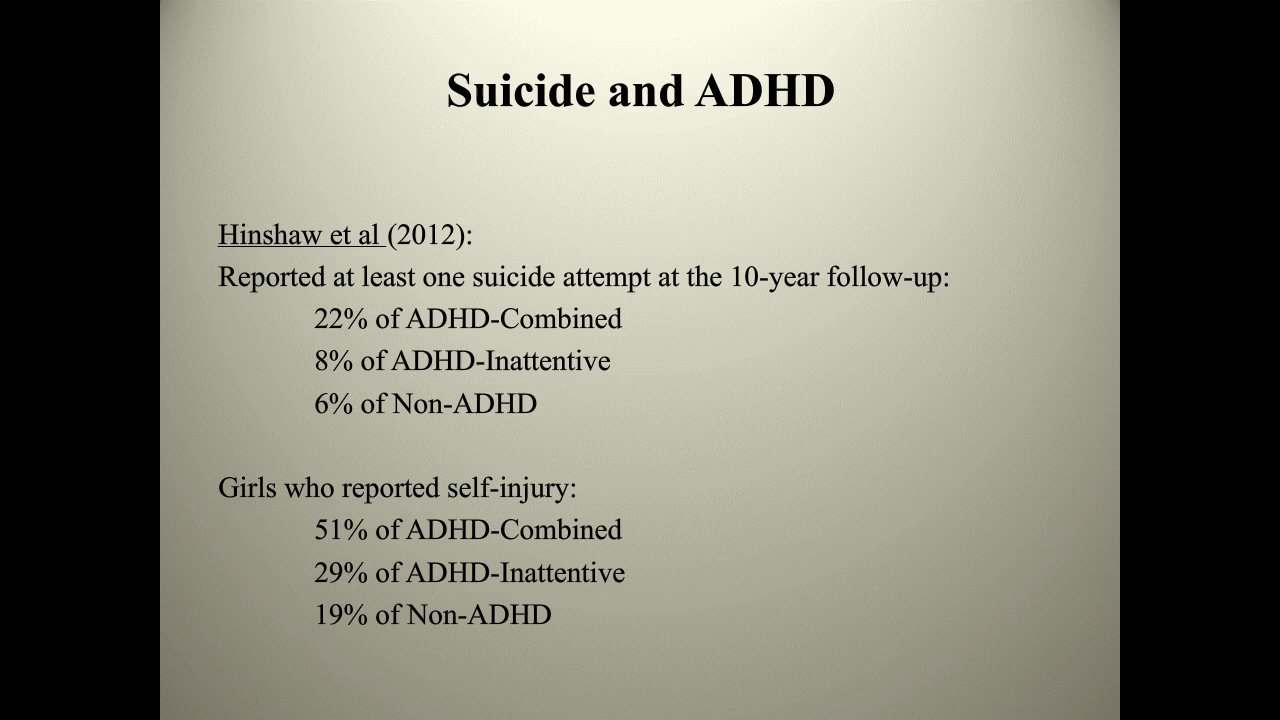 Suicide and ADHD
Hinshaw et al (2012):
Reported at least one suicide attempt at the 10-year follow-up:
22% of ADHD-Combined
8% of ADHD-Inattentive
6% of Non-ADHD
Girls who reported self-injury:
51% of ADHD-Combined
29% of ADHD-Inattentive
19% of Non-ADHD